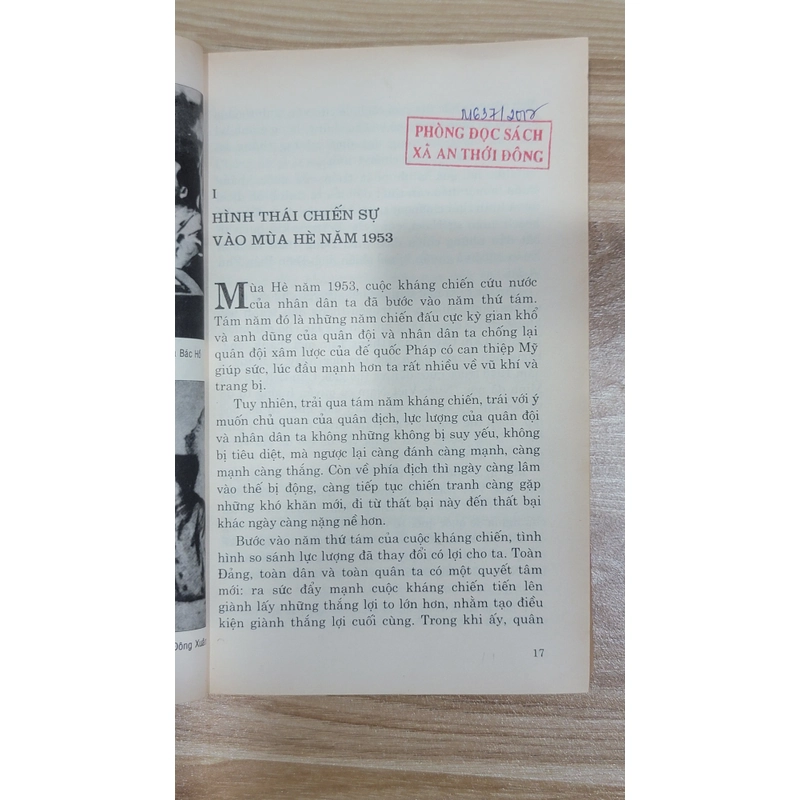 N637/2012
PHÒNG ĐỌC SÁCH
XÃ AN THỚI ĐÔNG
1
HÌNH THÁI CHIẾN SỰ
VÀO MÙA HÈ NĂM 1953
Mùa Hè năm 1953, cuộc kháng chiến cứu nước
của nhân dân ta đã bước vào năm thứ tám.
Tám năm đó là những năm chiến đấu cực kỳ gian khổ
và anh dũng của quân đội và nhân dân ta chống lại
quân đội xâm lược của đế quốc Pháp có can thiệp Mỹ
giúp sức, lúc đầu mạnh hơn ta rất nhiều về vũ khí và
trang bị.
Tuy nhiên, trải qua tám năm kháng chiến, trái với ý
muốn chủ quan của quân địch, lực lượng của quân đội
và nhân dân ta không những không bị suy yếu, không
bị tiêu diệt, mà ngược lại càng đánh càng mạnh, càng
mạnh càng thắng. Còn về phía địch thì ngày càng lâm
vào thế bị động, càng tiếp tục chiến tranh càng gặp
những khó khăn mới, đi từ thất bại này đến thất bại
khác ngày càng nặng nề hơn.
Bước vào năm thứ tám của cuộc kháng chiến, tình
hình so sánh lực lượng đã thay đổi có lợi cho ta. Toàn
Đảng, toàn dân và toàn quân ta có một quyết tâm
mới: ra sức đẩy mạnh cuộc kháng chiến tiến lên
giành lấy những thắng lợi to lớn hơn, nhằm tạo điều
kiện giành thắng lợi cuối cùng. Trong khi ấy, quân
17
Bác Hồ
Đông Xuân